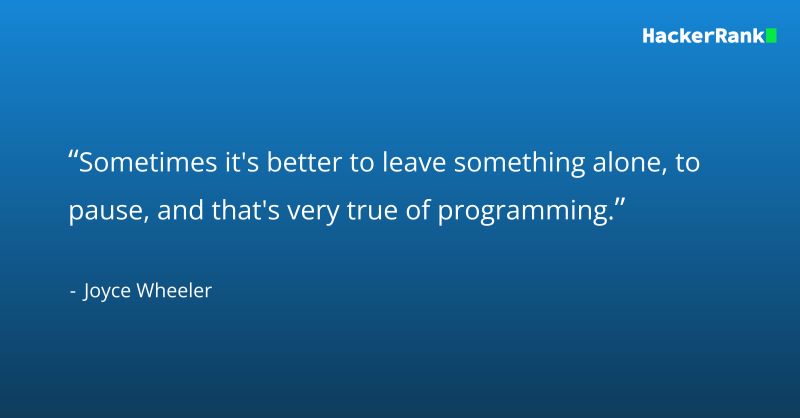 HackerRank
“Sometimes it's better to leave something alone, to
pause, and that's very true of programming.”
- Joyce Wheeler